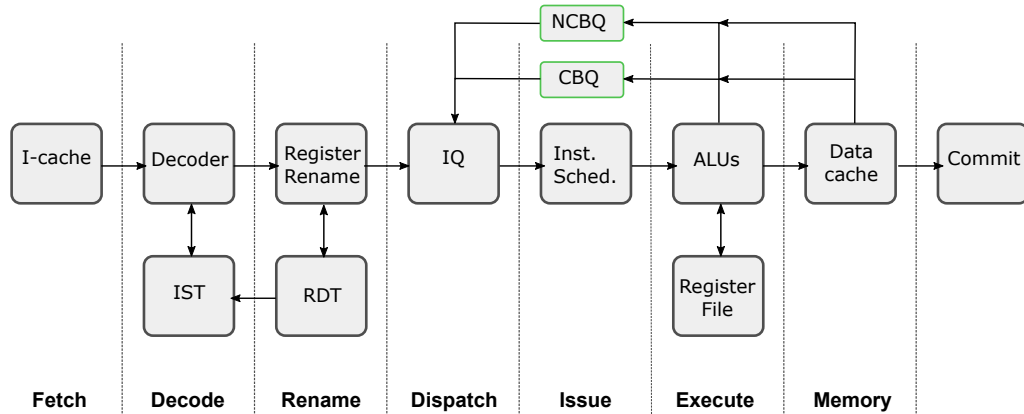 NCBQ
CBQ
I-cache
Decoder
Register
Rename
IQ
Inst.
Sched.
ALUs
Data
cache
Commit
IST
RDT
Register
File
Fetch
Decode
Rename
Dispatch
Issue
Execute
Memory